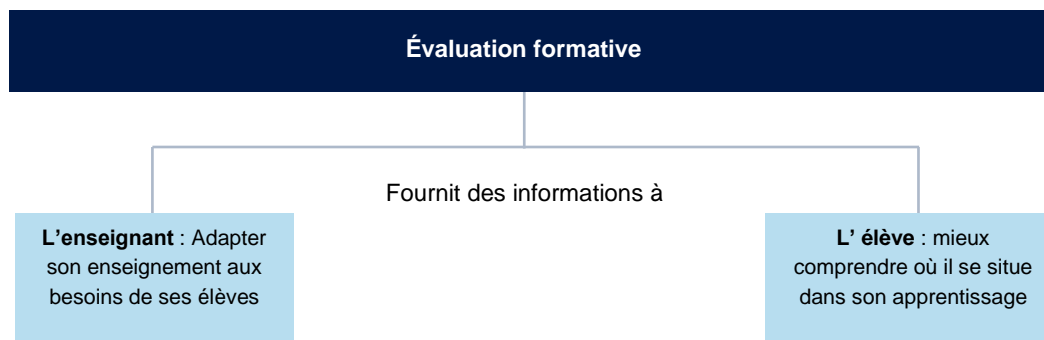 Évaluation formative
Fournit des informations à
L’enseignant : Adapter
son enseignement aux
besoins de ses élèves
L’ élève : mieux
comprendre où il se situe
dans son apprentissage